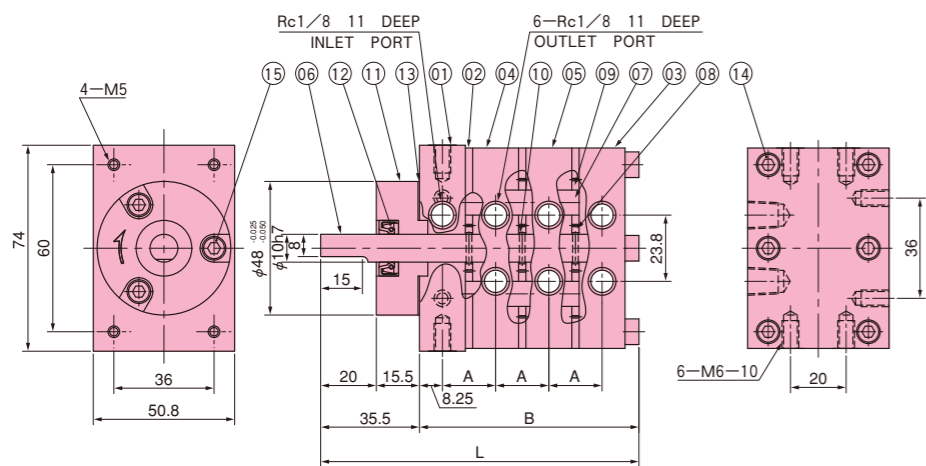 Rc1／8 11 DEEP
INLET PORT
6－Rc1／8 11 DEEP
OUTLET PORT
15 06 12 11 13 01 02 04 10 05 09 07 03 08 14
4－M5
74
60
36
50.8
φ48 -0.025 -0.050
φ10h7
8
15
20
15.5
8.25
A
A
A
35.5
B
L
23.8
36
6－M6－10
20